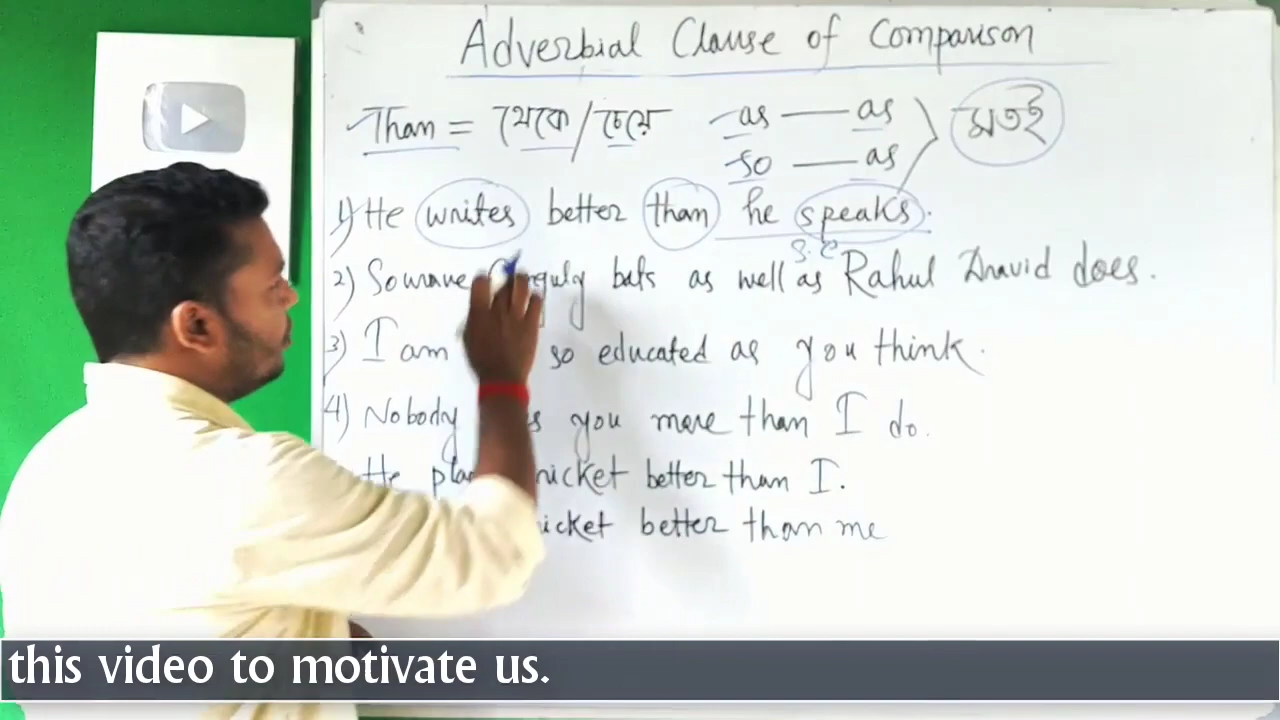 Adverbial Clause of Comparison
Than = থেকে/চেয়ে as — as মতই
so — as
1) He writes better than he speaks.
S.C
2) Sourave bats as well as Rahul Dravid does.
3) I am so educated as you think.
4) Nobody you more than I do.
He better than I.
better than me
this video to motivate us.